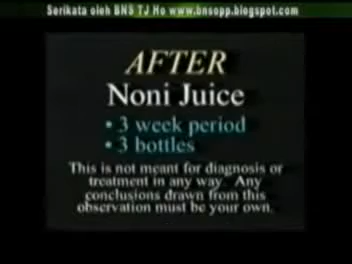 Serikata oleh BNS TJ Ho www.bnsopp.blogspot.com
AFTER
Noni Juice
• 3 week period
• 3 bottles
This is not meant for diagnosis or
treatment in any way. Any
conclusions drawn from this
observation must be your own.